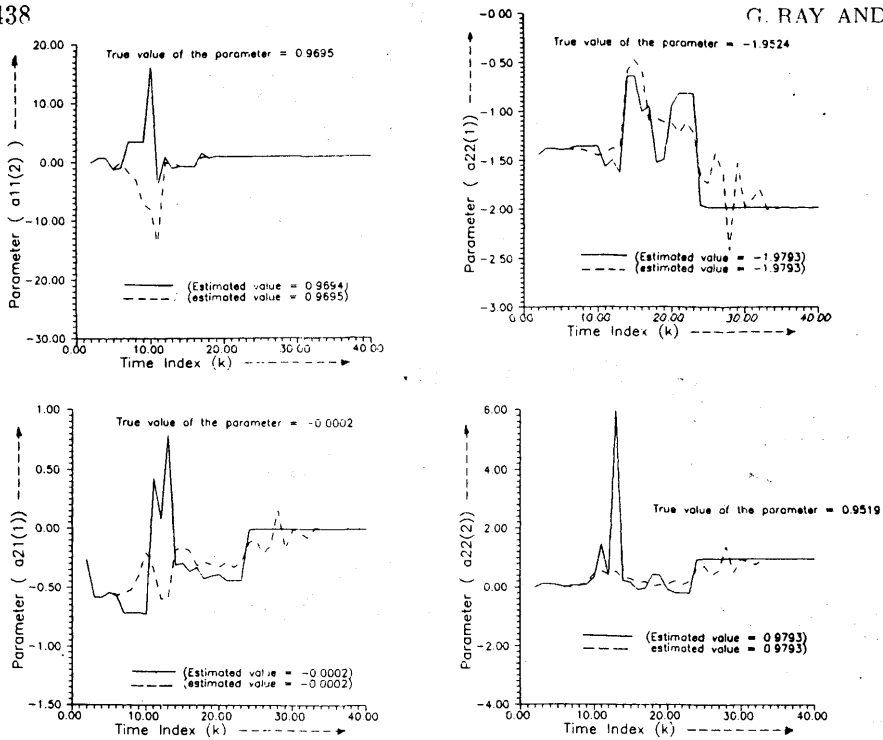 438
G. RAY AND
True value of the parameter = 0.9695
20.00
10.00
0.00
-10.00
-20.00
-30.00
Parameter ( a11(2) )
(Estimated value = 0.9694)
(estimated value = 0.9695)
0.00 10.00 20.00 30.00 40.00
Time Index (k)
True value of the parameter = -1.9524
-0.00
-0.50
-1.00
-1.50
-2.00
-2.50
-3.00
Parameter ( a22(1))
(Estimated value = -1.9793)
(estimated value = -1.9793)
0.00 10.00 20.00 30.00 40.00
Time Index (k)
True value of the parameter = -0.0002
1.00
0.50
0.00
-0.50
-1.00
-1.50
Parameter ( a21(1))
(Estimated value = -0.0002)
(estimated value = -0.0002)
0.00 10.00 20.00 30.00 40.00
Time Index (k)
True value of the parameter = 0.9519
6.00
4.00
2.00
0.00
-2.00
-4.00
Parameter ( a22(2))
(Estimated value = 0.9793)
estimated value = 0.9793)
0.00 10.00 20.00 30.00 40.00
Time Index (k)